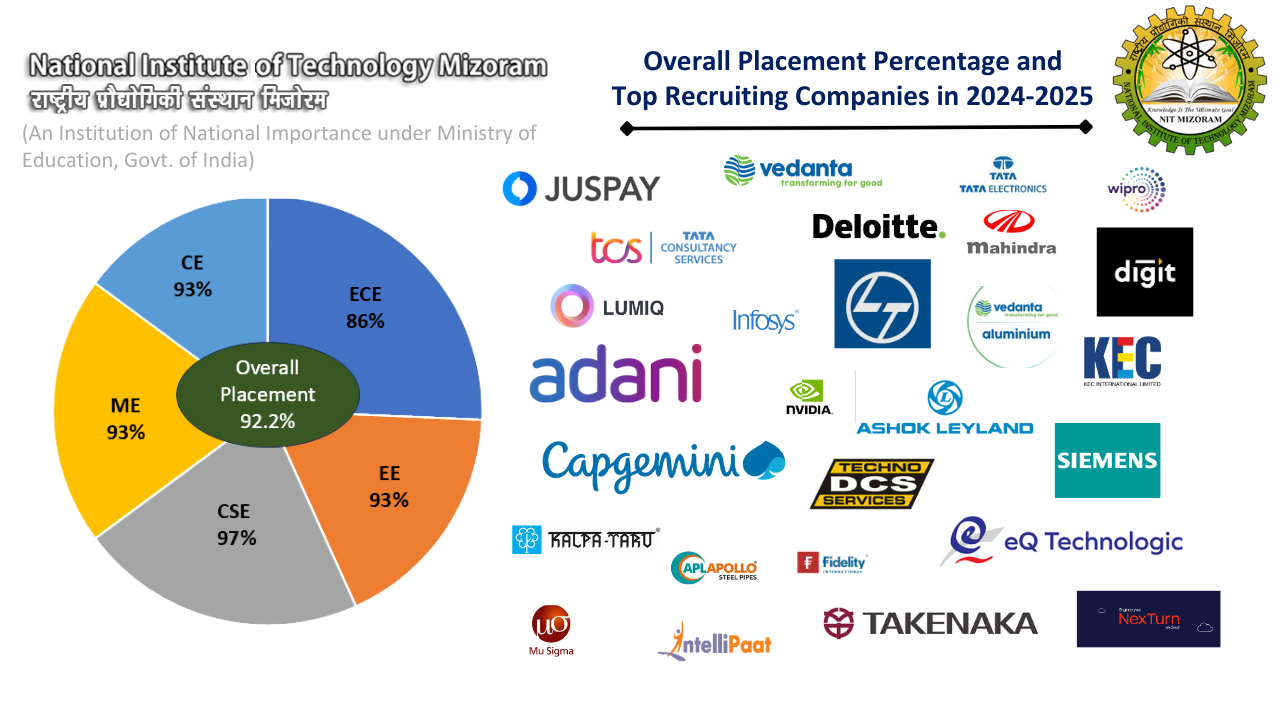 National Institute of Technology Mizoram
राष्ट्रीय प्रौद्योगिकी संस्थान मिजोरम
(An Institution of National Importance under Ministry of
Education, Govt. of India)
Overall Placement Percentage and
Top Recruiting Companies in 2024-2025
राष्ट्रीय प्रौद्योगिकी संस्थान मिजोरम
Knowledge Is The Ultimate Goal
NIT MIZORAM
NATIONAL INSTITUTE OF TECHNOLOGY MIZORAM
CE
93%
ECE
86%
ME
93%
Overall
Placement
92.2%
EE
93%
CSE
97%
JUSPAY
vedanta
transforming for good
TATA
TATA ELECTRONICS
wipro
tcs
TATA
CONSULTANCY
SERVICES
Deloitte.
mahindra
digit
LUMIQ
Infosys®
LT
vedanta
transforming for good
aluminium
KEC
KEC INTERNATIONAL LIMITED
adani
NVIDIA.
L
ASHOK LEYLAND
Capgemini
TECHNO
DCS
SERVICES
SIEMENS
KALPA-TARU®
APL APOLLO
STEEL PIPES
Fidelity
INTERNATIONAL
e eQ Technologic
μσ
Mu Sigma
intelliPaat
TAKENAKA
NexTurn